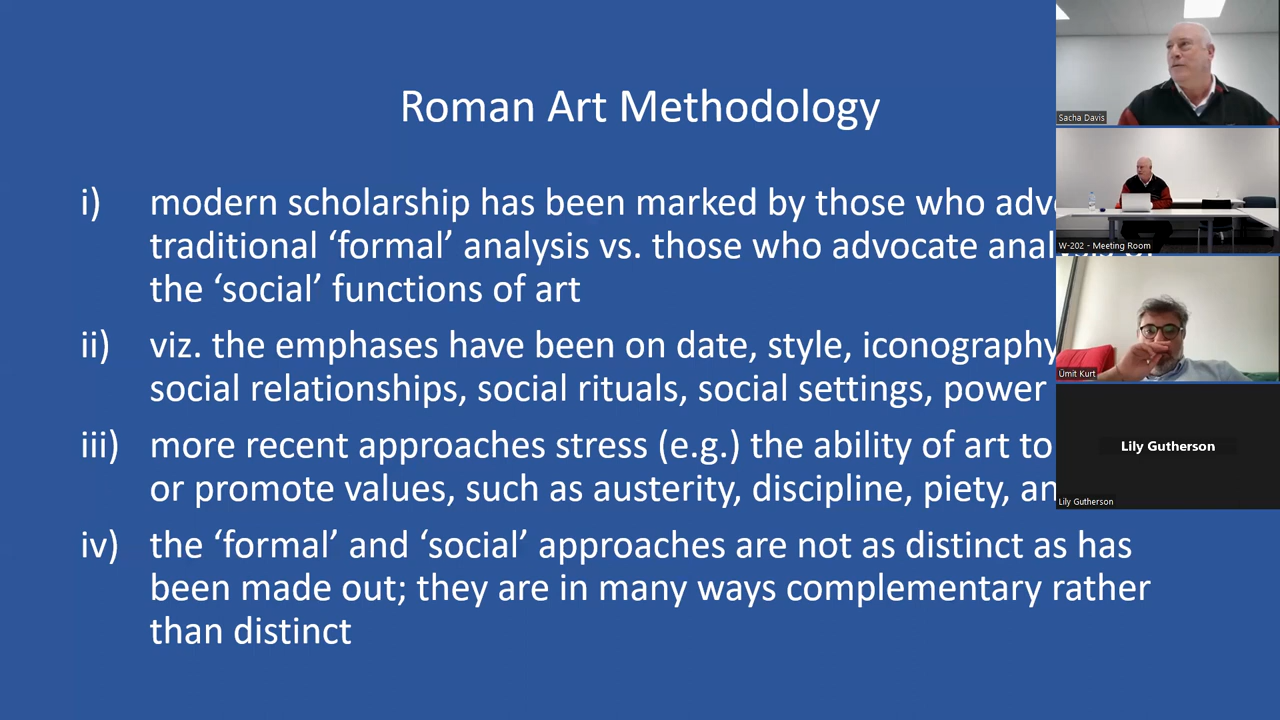 Roman Art Methodology
i) modern scholarship has been marked by those who
traditional ‘formal’ analysis vs. those who advocate
the ‘social’ functions of art
ii) viz. the emphases have been on date, style, iconography
social relationships, social rituals, social settings, power
iii) more recent approaches stress (e.g.) the ability of art to
or promote values, such as austerity, discipline, piety,
iv) the ‘formal’ and ‘social’ approaches are not as distinct as has
been made out; they are in many ways complementary rather
than distinct
Sacha Davis
W-202 - Meeting Room
Ümit Kurt
Lily Gutherson
Lily Gutherson